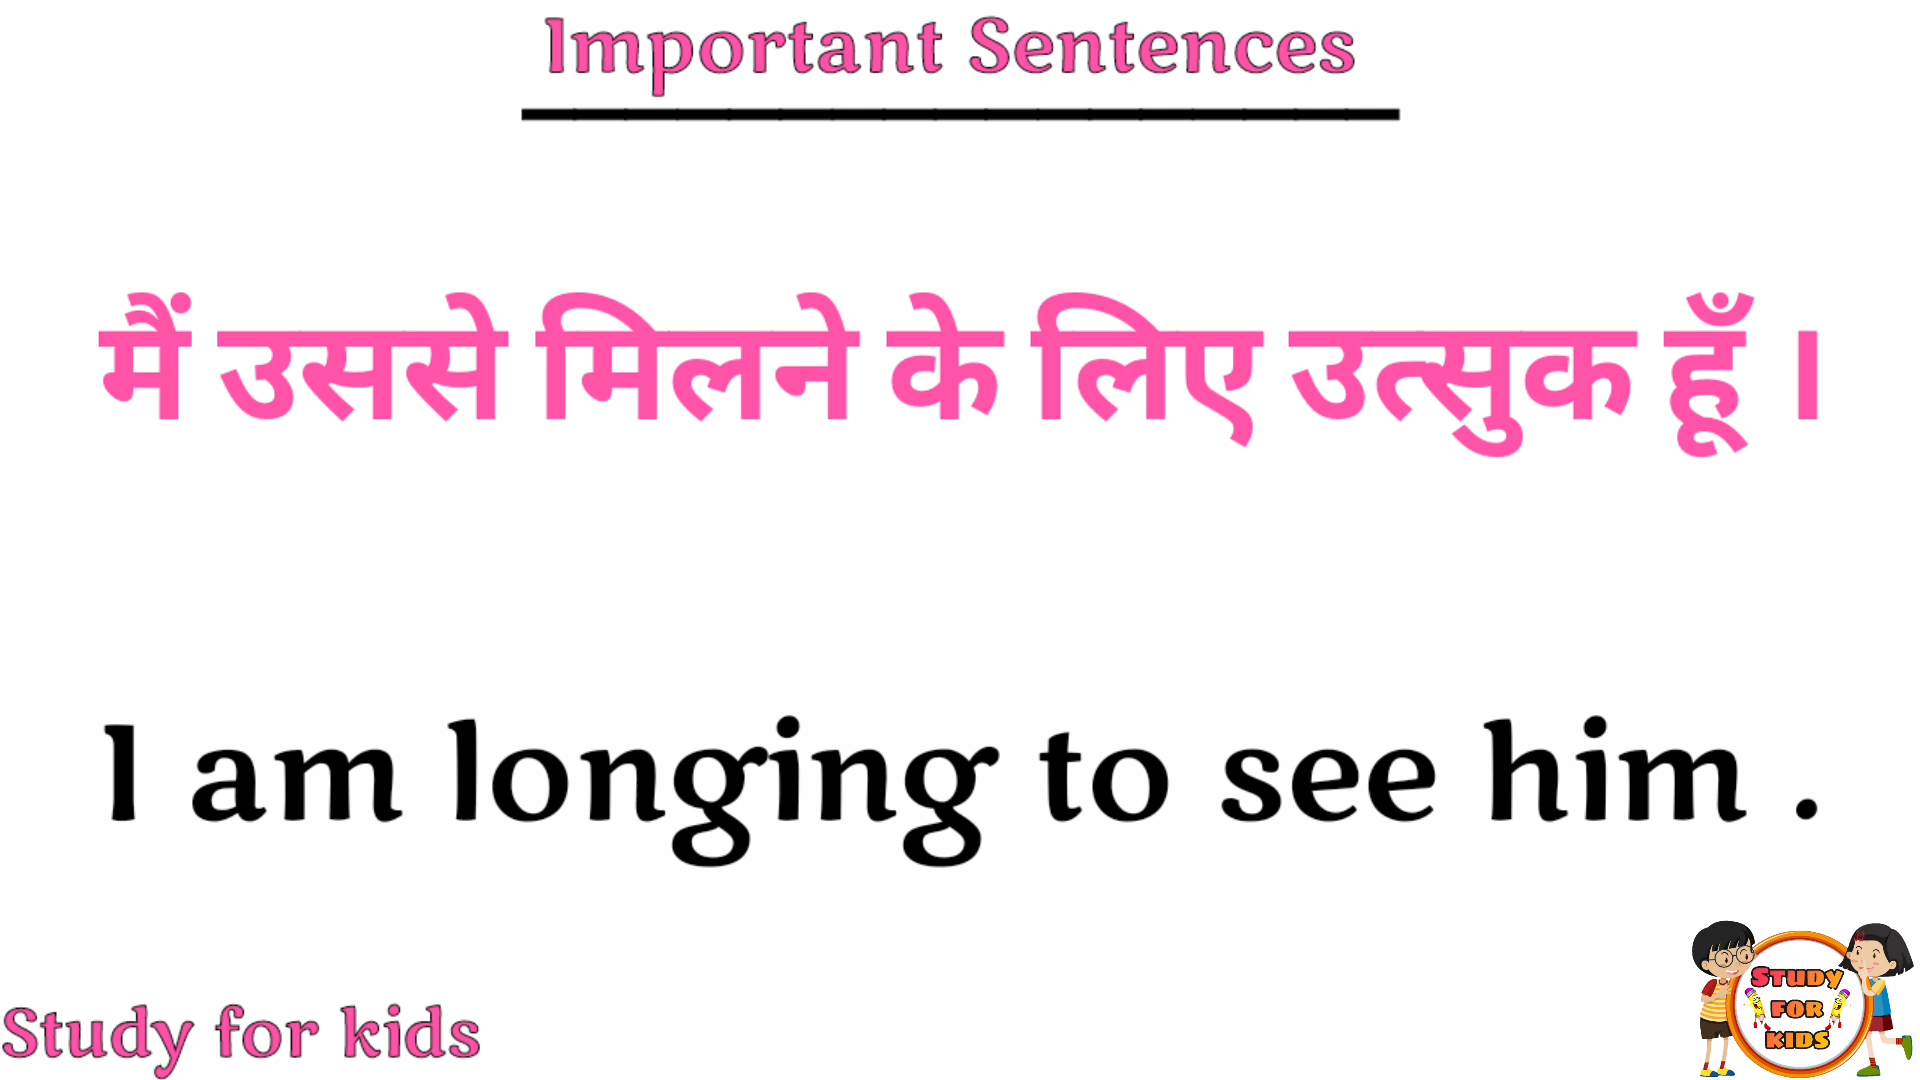 Important Sentences
मैं उससे मिलने के लिए उत्सुक हूँ ।
I am longing to see him .
Study for kids
STUDY
FOR
KIDS